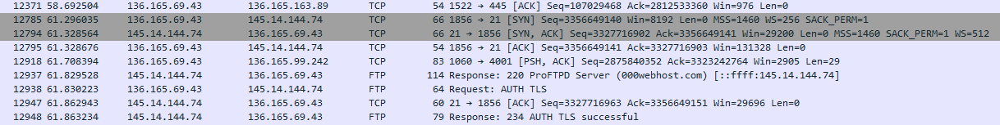 12371 58.692504 136.165.69.43 136.165.163.89 TCP 54 1522 → 445 [ACK] Seq=107029468 Ack=2812533360 Win=976 Len=0
12785 61.296035 136.165.69.43 145.14.144.74 TCP 66 1856 → 21 [SYN] Seq=3356649140 Win=8192 Len=0 MSS=1460 WS=256 SACK_PERM=1
12794 61.328564 145.14.144.74 136.165.69.43 TCP 66 21 → 1856 [SYN, ACK] Seq=3327716902 Ack=3356649141 Win=29200 Len=0 MSS=1460 SACK_PERM=1 WS=512
12795 61.328676 136.165.69.43 145.14.144.74 TCP 54 1856 → 21 [ACK] Seq=3356649141 Ack=3327716903 Win=131328 Len=0
12918 61.708394 136.165.69.43 136.165.99.242 TCP 83 1060 → 4001 [PSH, ACK] Seq=2875840352 Ack=3323242764 Win=2905 Len=29
12937 61.829528 145.14.144.74 136.165.69.43 FTP 114 Response: 220 ProFTPD Server (000webhost.com) [::ffff:145.14.144.74]
12938 61.830223 136.165.69.43 145.14.144.74 FTP 64 Request: AUTH TLS
12947 61.862943 145.14.144.74 136.165.69.43 TCP 60 21 → 1856 [ACK] Seq=3327716963 Ack=3356649151 Win=29696 Len=0
12948 61.863234 145.14.144.74 136.165.69.43 FTP 79 Response: 234 AUTH TLS successful